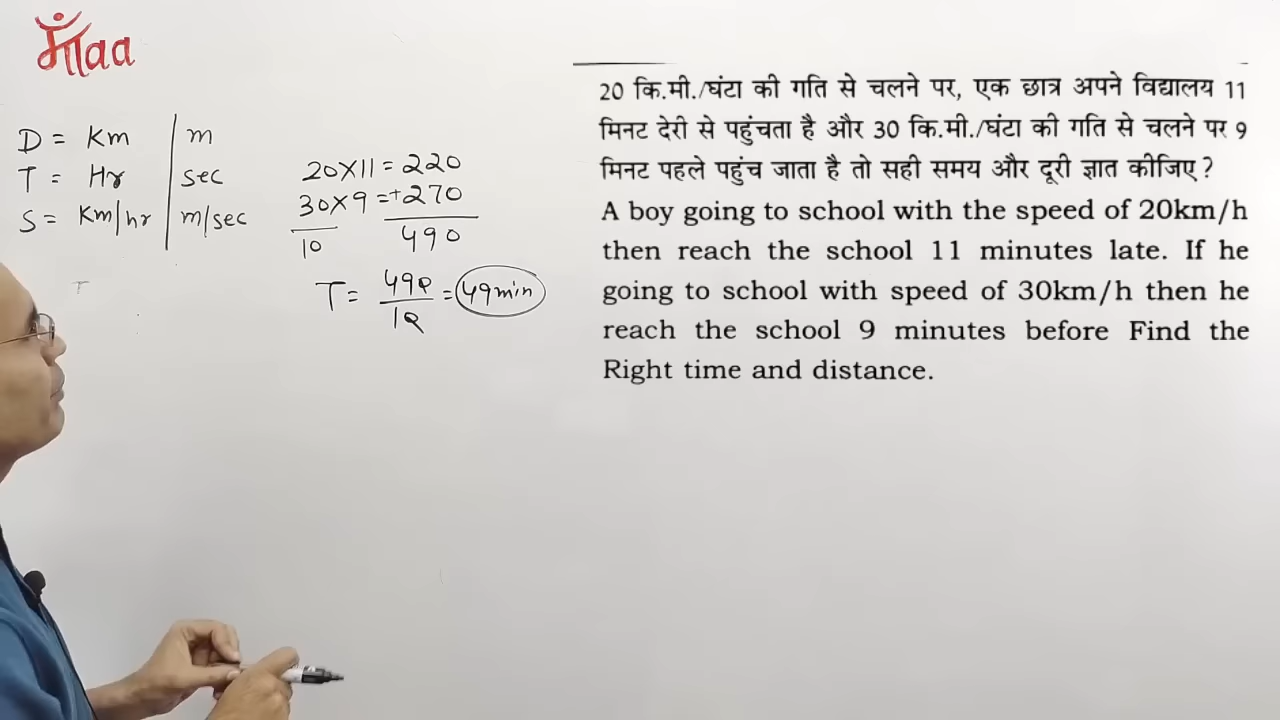 माaa
D = Km | m
T = Hr | sec
S = Km/hr | m/sec
T
20×11 = 220
30×9 = +270
10 490
T = 490/10 = 49min
20 कि.मी./घंटा की गति से चलने पर, एक छात्र अपने विद्यालय 11
मिनट देरी से पहुंचता है और 30 कि.मी./घंटा की गति से चलने पर 9
मिनट पहले पहुंच जाता है तो सही समय और दूरी ज्ञात कीजिए ?
A boy going to school with the speed of 20km/h
then reach the school 11 minutes late. If he
going to school with speed of 30km/h then he
reach the school 9 minutes before Find the
Right time and distance.